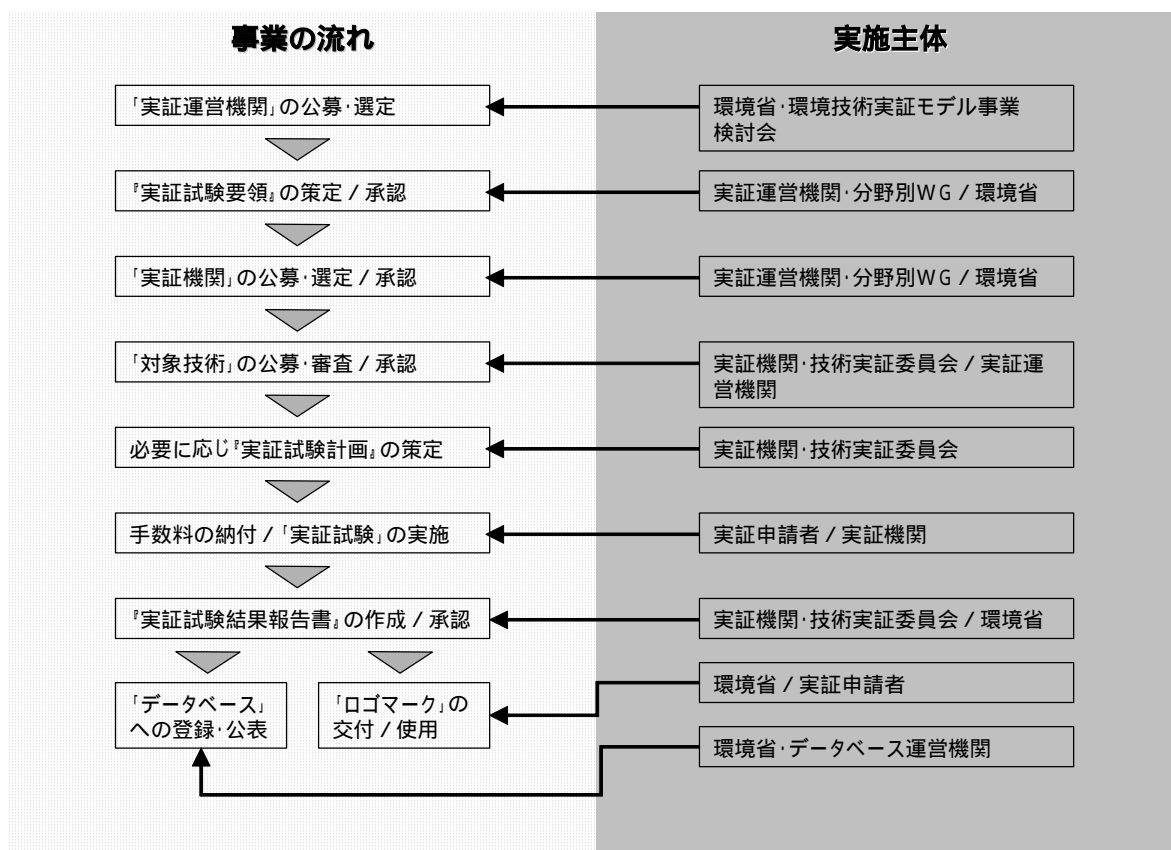 事業の流れ
実施主体
「実証運営機関」の公募・選定
環境省・環境技術実証モデル事業
検討会
『実証試験要領』の策定 / 承認
実証運営機関・分野別WG / 環境省
「実証機関」の公募・選定 / 承認
実証運営機関・分野別WG / 環境省
「対象技術」の公募・審査 / 承認
実証機関・技術実証委員会 / 実証運
営機関
必要に応じ『実証試験計画』の策定
実証機関・技術実証委員会
手数料の納付 / 「実証試験」の実施
実証申請者 / 実証機関
『実証試験結果報告書』の作成 / 承認
実証機関・技術実証委員会 / 環境省
「データベース」
への登録・公表
「ロゴマーク」の
交付 / 使用
環境省 / 実証申請者
環境省・データベース運営機関